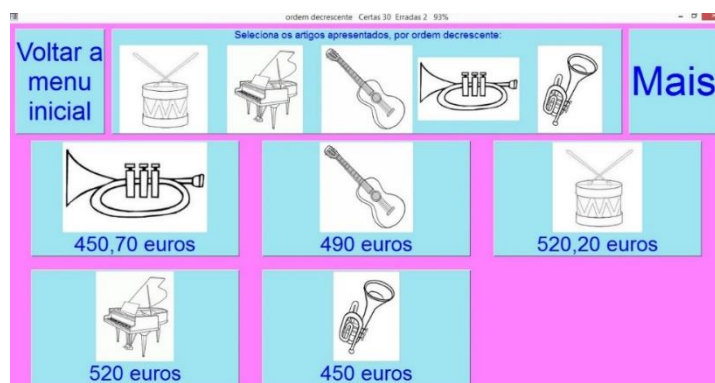 ordem decrescente Certas 30 Erradas 2 93%
Voltar a
menu
inicial
Seleciona os artigos apresentados, por ordem decrescente:
Mais
450,70 euros
490 euros
520,20 euros
520 euros
450 euros